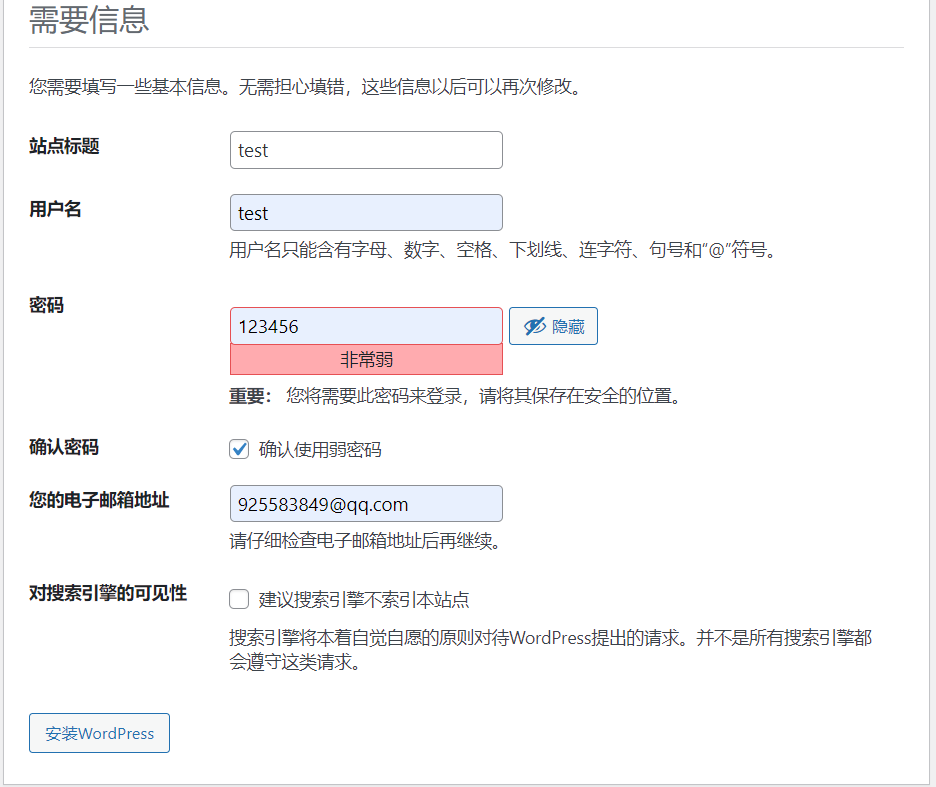 需要信息
您需要填写一些基本信息。无需担心填错，这些信息以后可以再次修改。
站点标题
test
用户名
test
用户名只能含有字母、数字、空格、下划线、连字符、句号和“@”符号。
密码
123456
隐藏
非常弱
重要： 您将需要此密码来登录，请将其保存在安全的位置。
确认密码
确认使用弱密码
您的电子邮箱地址
925583849@qq.com
请仔细检查电子邮箱地址后再继续。
对搜索引擎的可见性
建议搜索引擎不索引本站点
搜索引擎将本着自觉自愿的原则对待WordPress提出的请求。并不是所有搜索引擎都
会遵守这类请求。
安装WordPress